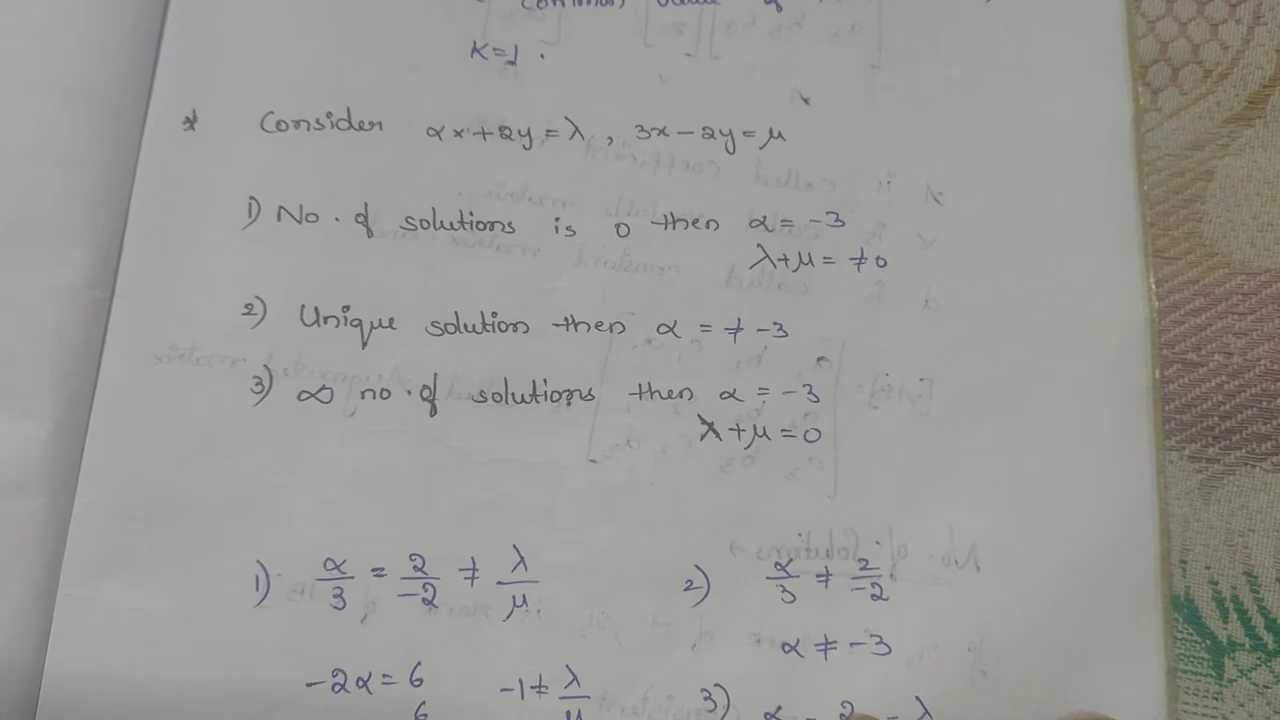 K=1 .
* Consider αx+2y=λ, 3x-2y=μ
1) No. of solutions is 0 then α= -3
λ+μ= ≠0
2) Unique solution then α = ≠ -3
3) ∞ no. of solutions then α = -3
λ+μ=0
1) α/3 = 2/-2 ≠ λ/μ 2) α/3 ≠ 2/-2
α ≠ -3
-2α=6 -1≠ λ/μ 3)